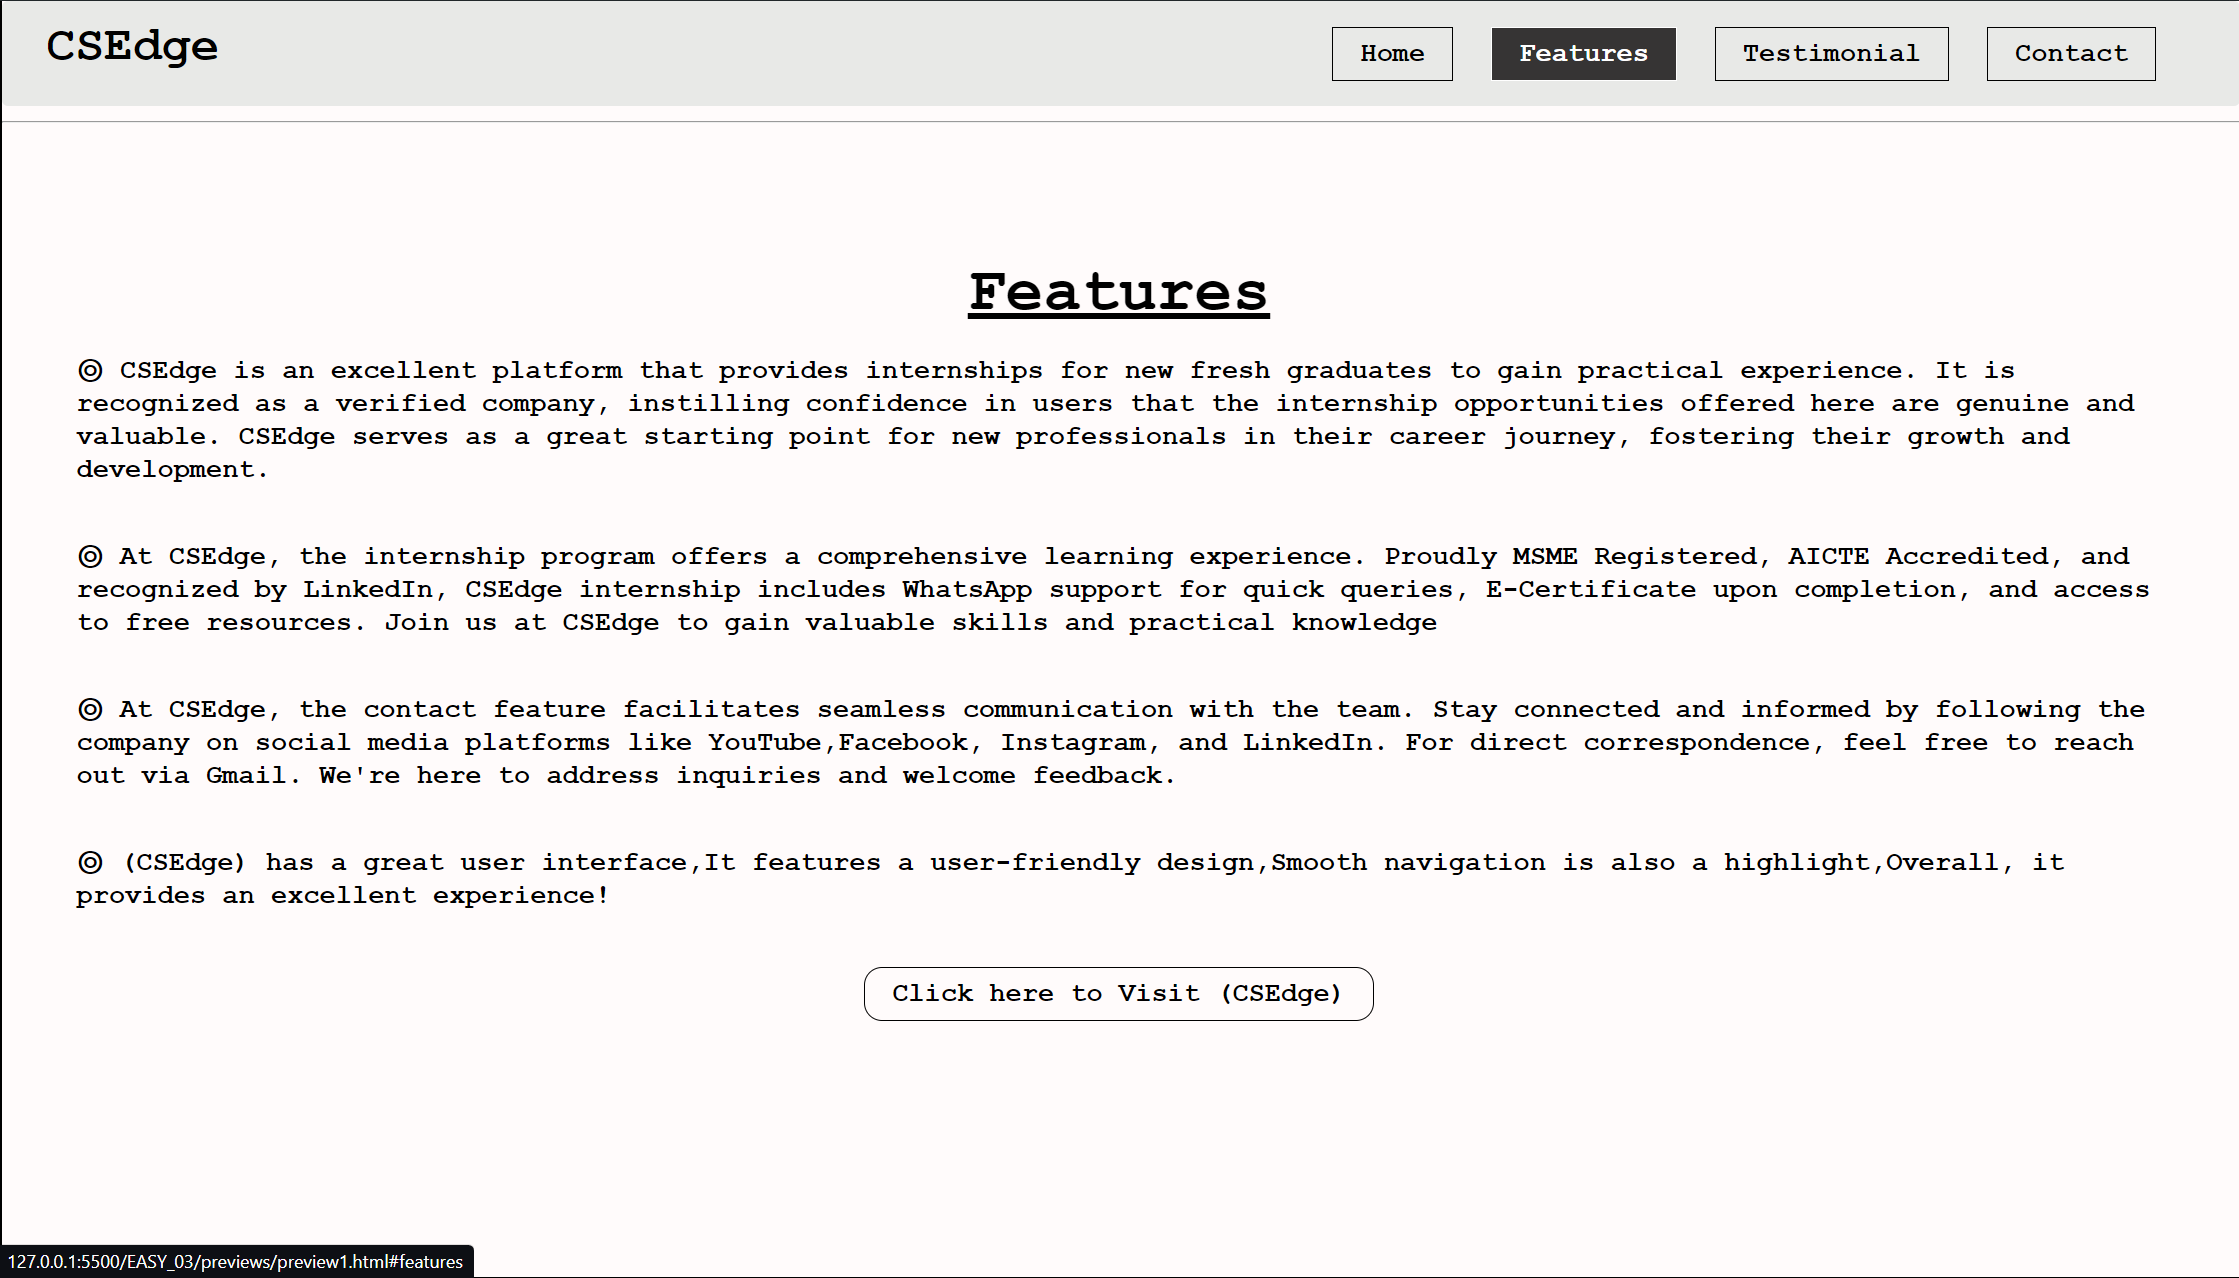 CSEdge
Home
Features
Testimonial
Contact
Features
◎ CSEdge is an excellent platform that provides internships for new fresh graduates to gain practical experience. It is
recognized as a verified company, instilling confidence in users that the internship opportunities offered here are genuine and
valuable. CSEdge serves as a great starting point for new professionals in their career journey, fostering their growth and
development.
◎ At CSEdge, the internship program offers a comprehensive learning experience. Proudly MSME Registered, AICTE Accredited, and
recognized by LinkedIn, CSEdge internship includes WhatsApp support for quick queries, E-Certificate upon completion, and access
to free resources. Join us at CSEdge to gain valuable skills and practical knowledge
◎ At CSEdge, the contact feature facilitates seamless communication with the team. Stay connected and informed by following the
company on social media platforms like YouTube,Facebook, Instagram, and LinkedIn. For direct correspondence, feel free to reach
out via Gmail. We're here to address inquiries and welcome feedback.
◎ (CSEdge) has a great user interface,It features a user-friendly design,Smooth navigation is also a highlight,Overall, it
provides an excellent experience!
Click here to Visit (CSEdge)
127.0.0.1:5500/EASY_03/previews/preview1.html#features